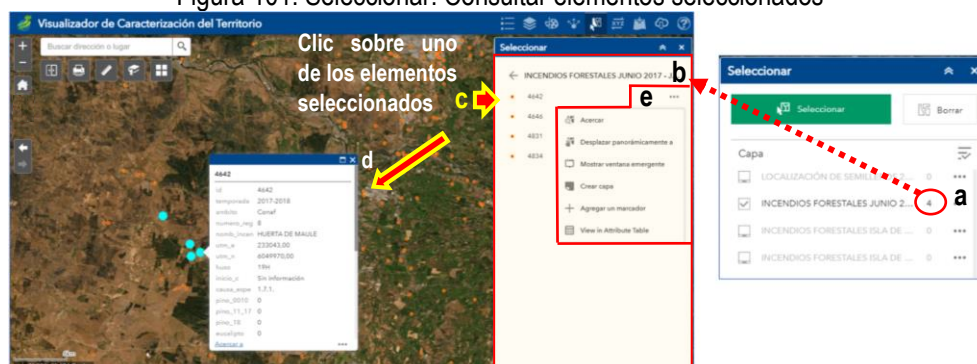 Figura 101. Seleccionar: Consultar elementos seleccionados
Visualizador de Caracterización del Territorio
Buscar dirección o lugar
Clic sobre uno
de los elementos
seleccionados
c
d
4642
id 4642
temporada 2017-2018
ambito Conaf
numero_reg 8
nomb_incen HUERTA DE MAULE
utm_e 233043,00
utm_n 6049970,00
huso 19H
inicio_c Sin información
causa_espe 1.7.1.
pino_0010 0
pino_11_17 0
pino_18 0
eucalipto 0
Acercar a
Seleccionar
INCENDIOS FORESTALES JUNIO 2017 - J...
b
4642
4646
4831
4834
e
Acercar
Desplazar panorámicamente a
Mostrar ventana emergente
Crear capa
Agregar un marcador
View in Attribute Table
Seleccionar
Seleccionar
Borrar
Capa
LOCALIZACIÓN DE SEMILLEROS 2... 0
INCENDIOS FORESTALES JUNIO 2... 4
a
INCENDIOS FORESTALES ISLA DE ... 0
INCENDIOS FORESTALES ISLA DE ... 0